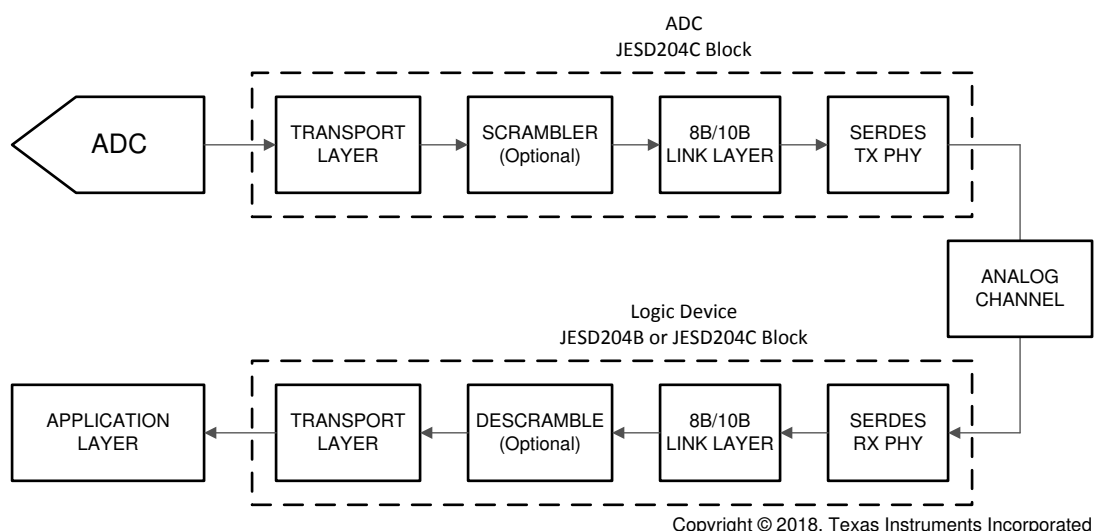 ADC
JESD204C Block
ADC
TRANSPORT
LAYER
SCRAMBLER
(Optional)
8B/10B
LINK LAYER
SERDES
TX PHY
ANALOG
CHANNEL
Logic Device
JESD204B or JESD204C Block
APPLICATION
LAYER
TRANSPORT
LAYER
DESCRAMBLE
(Optional)
8B/10B
LINK LAYER
SERDES
RX PHY
Copyright © 2018, Texas Instruments Incorporated